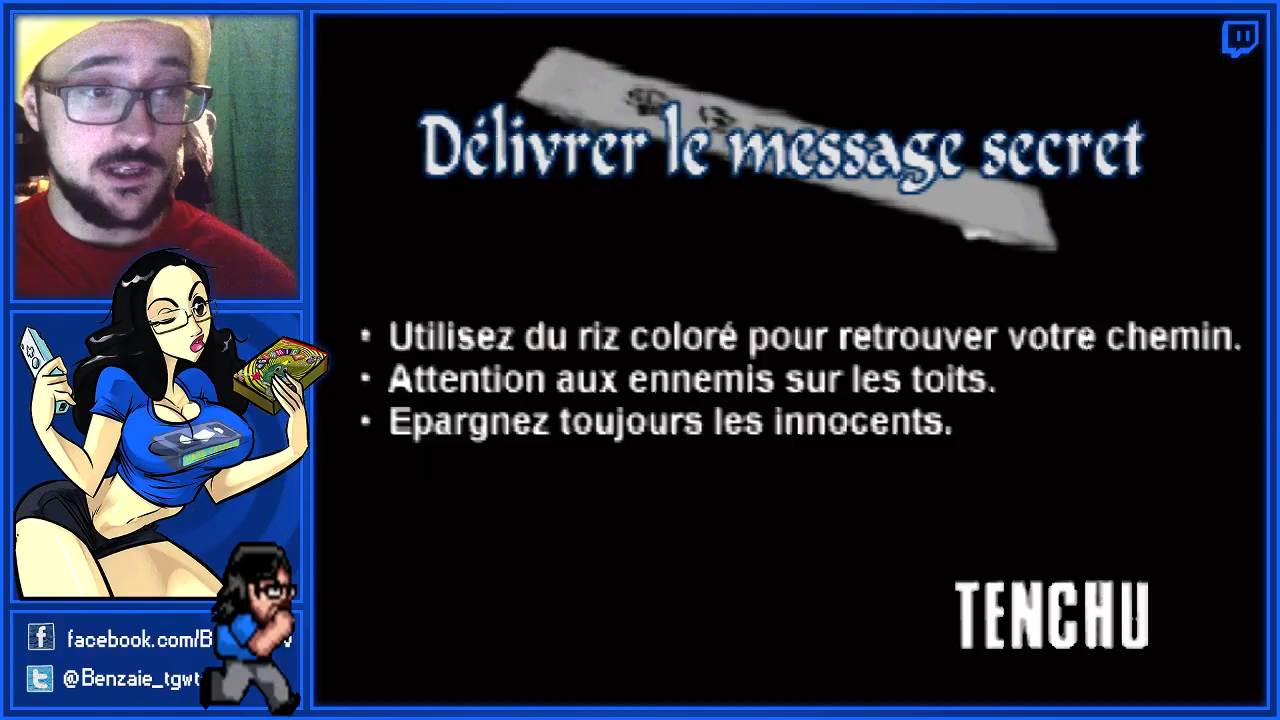 Délivrer le message secret
• Utilisez du riz coloré pour retrouver votre chemin.
• Attention aux ennemis sur les toits.
• Epargnez toujours les innocents.
TENCHU
facebook.com/B
@Benzaie_tgwt